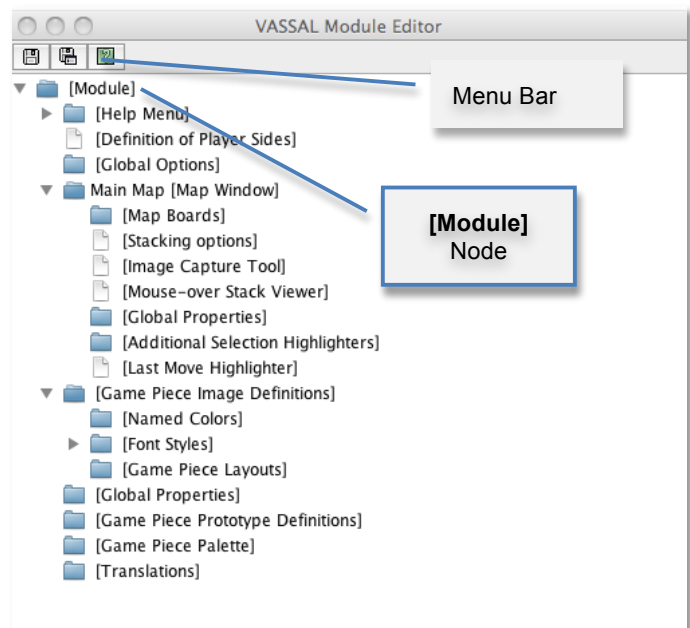 VASSAL Module Editor
Menu Bar
[Module]
[Help Menu]
[Definition of Player Sides]
[Global Options]
Main Map [Map Window]
[Map Boards]
[Module]
Node
[Stacking options]
[Image Capture Tool]
[Mouse-over Stack Viewer]
[Global Properties]
[Additional Selection Highlighters]
[Last Move Highlighter]
[Game Piece Image Definitions]
[Named Colors]
[Font Styles]
[Game Piece Layouts]
[Global Properties]
[Game Piece Prototype Definitions]
[Game Piece Palette]
[Translations]